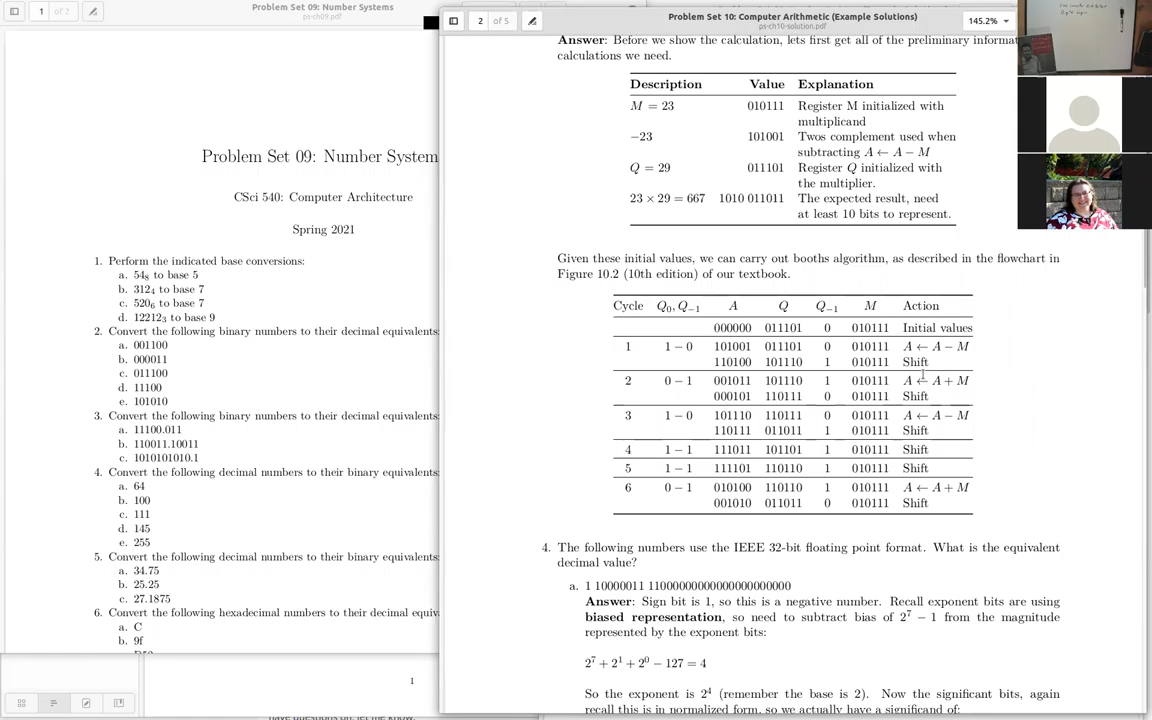 1 of 2
Problem Set 09: Number Systems
ps-ch09.pdf
Problem Set 09: Number System
CSci 540: Computer Architecture
Spring 2021
1. Perform the indicated base conversions:
a. 54₈ to base 5
b. 312₄ to base 7
c. 520₆ to base 7
d. 12212₃ to base 9
2. Convert the following binary numbers to their decimal equivalents:
a. 001100
b. 000011
c. 011100
d. 11100
e. 101010
3. Convert the following binary numbers to their decimal equivalents:
a. 11100.011
b. 110011.10011
c. 1010101010.1
4. Convert the following decimal numbers to their binary equivalents:
a. 64
b. 100
c. 111
d. 145
e. 255
5. Convert the following decimal numbers to their binary equivalents:
a. 34.75
b. 25.25
c. 27.1875
6. Convert the following hexadecimal numbers to their decimal equiv
a. C
b. 9f
1
2 of 5
Problem Set 10: Computer Arithmetic (Example Solutions)
ps-ch10-solution.pdf
145.2%
Answer: Before we show the calculation, lets first get all of the preliminary informat
calculations we need.
Description Value Explanation
M = 23 010111 Register M initialized with
multiplicand
−23 101001 Twos complement used when
subtracting A ← A − M
Q = 29 011101 Register Q initialized with
the multiplier.
23 × 29 = 667 1010 011011 The expected result, need
at least 10 bits to represent.
Given these initial values, we can carry out booths algorithm, as described in the flowchart in
Figure 10.2 (10th edition) of our textbook.
Cycle Q₀, Q₋₁ A Q Q₋₁ M Action
000000 011101 0 010111 Initial values
1 1 − 0 101001 011101 0 010111 A ← A − M
110100 101110 1 010111 Shift
2 0 − 1 001011 101110 1 010111 A ← A + M
000101 110111 0 010111 Shift
3 1 − 0 101110 110111 0 010111 A ← A − M
110111 011011 1 010111 Shift
4 1 − 1 111011 101101 1 010111 Shift
5 1 − 1 111101 110110 1 010111 Shift
6 0 − 1 010100 110110 1 010111 A ← A + M
001010 011011 0 010111 Shift
4. The following numbers use the IEEE 32-bit floating point format. What is the equivalent
decimal value?
a. 1 10000011 11000000000000000000000
Answer: Sign bit is 1, so this is a negative number. Recall exponent bits are using
biased representation, so need to subtract bias of 2⁷ − 1 from the magnitude
represented by the exponent bits:
2⁷ + 2¹ + 2⁰ − 127 = 4
So the exponent is 2⁴ (remember the base is 2). Now the significant bits, again
recall this is in normalized form, so we actually have a significand of: